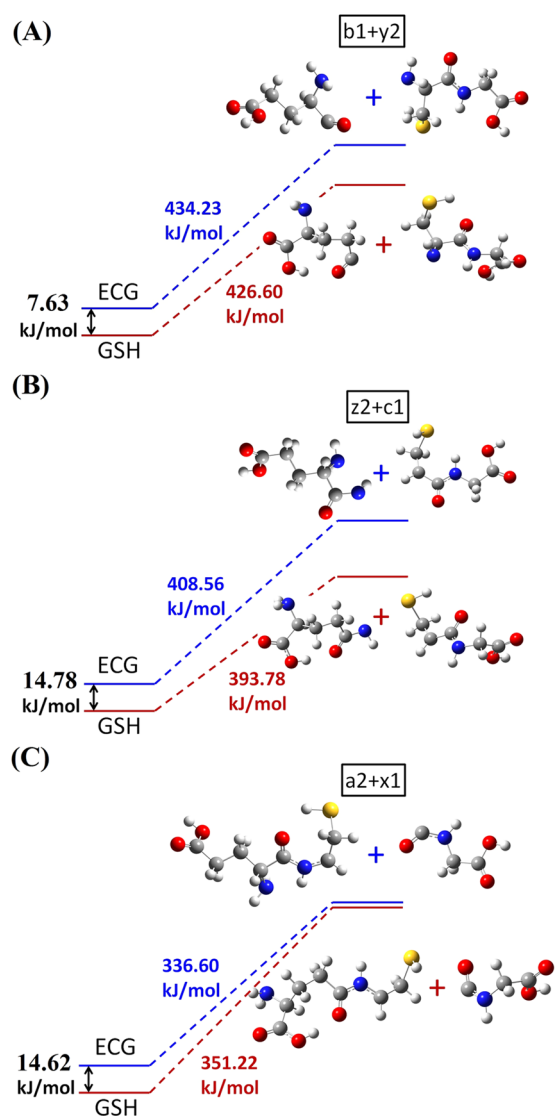 (A)
b1+y2
+
434.23
kJ/mol
+
7.63
kJ/mol
ECG
GSH
426.60
kJ/mol
(B)
z2+c1
+
408.56
kJ/mol
+
14.78
kJ/mol
ECG
GSH
393.78
kJ/mol
(C)
a2+x1
+
336.60
kJ/mol
+
14.62
kJ/mol
ECG
GSH
351.22
kJ/mol